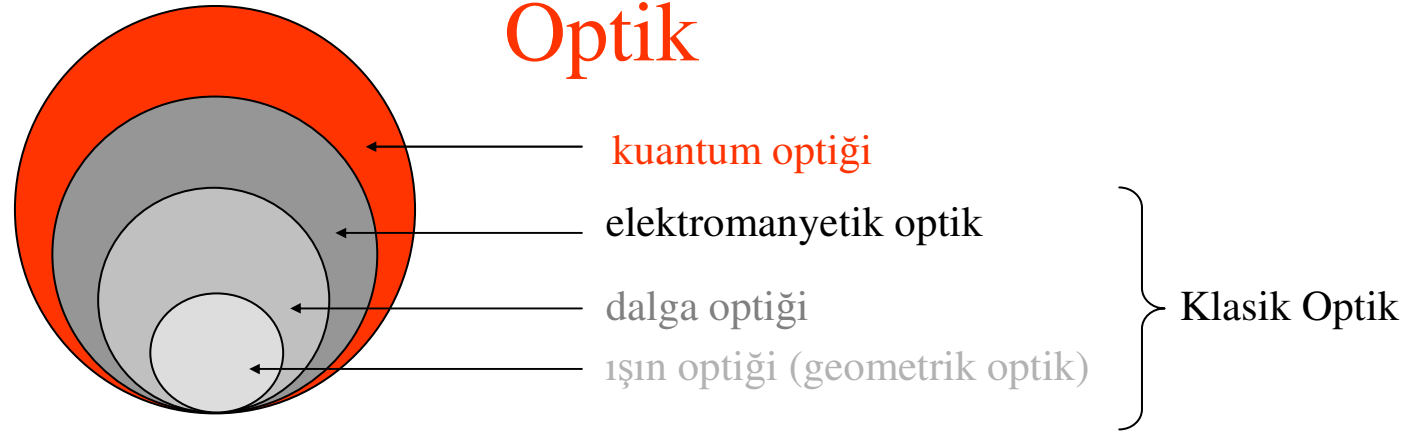 Optik
kuantum optiği
elektromanyetik optik
dalga optiği
Klasik Optik
ışın optiği (geometrik optik)